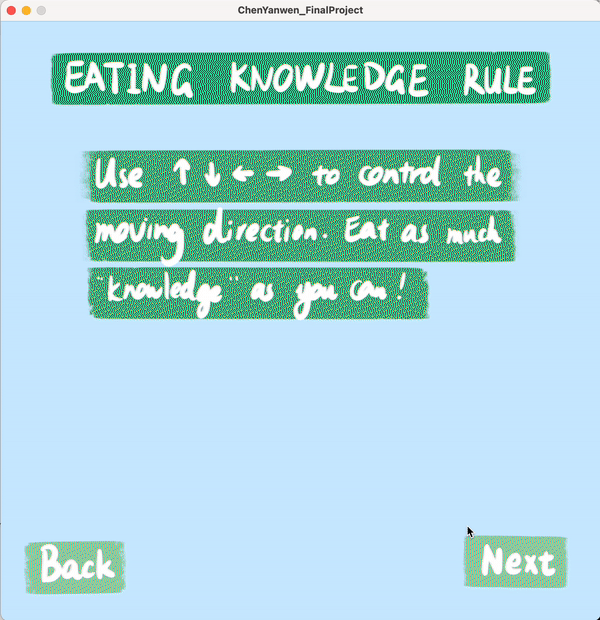 ChenYanwen_FinalProject
EATING KNOWLEDGE RULE
Use ↑ ↓ ← → to control the
moving direction. Eat as much
"knowledge" as you can!
Back
Next